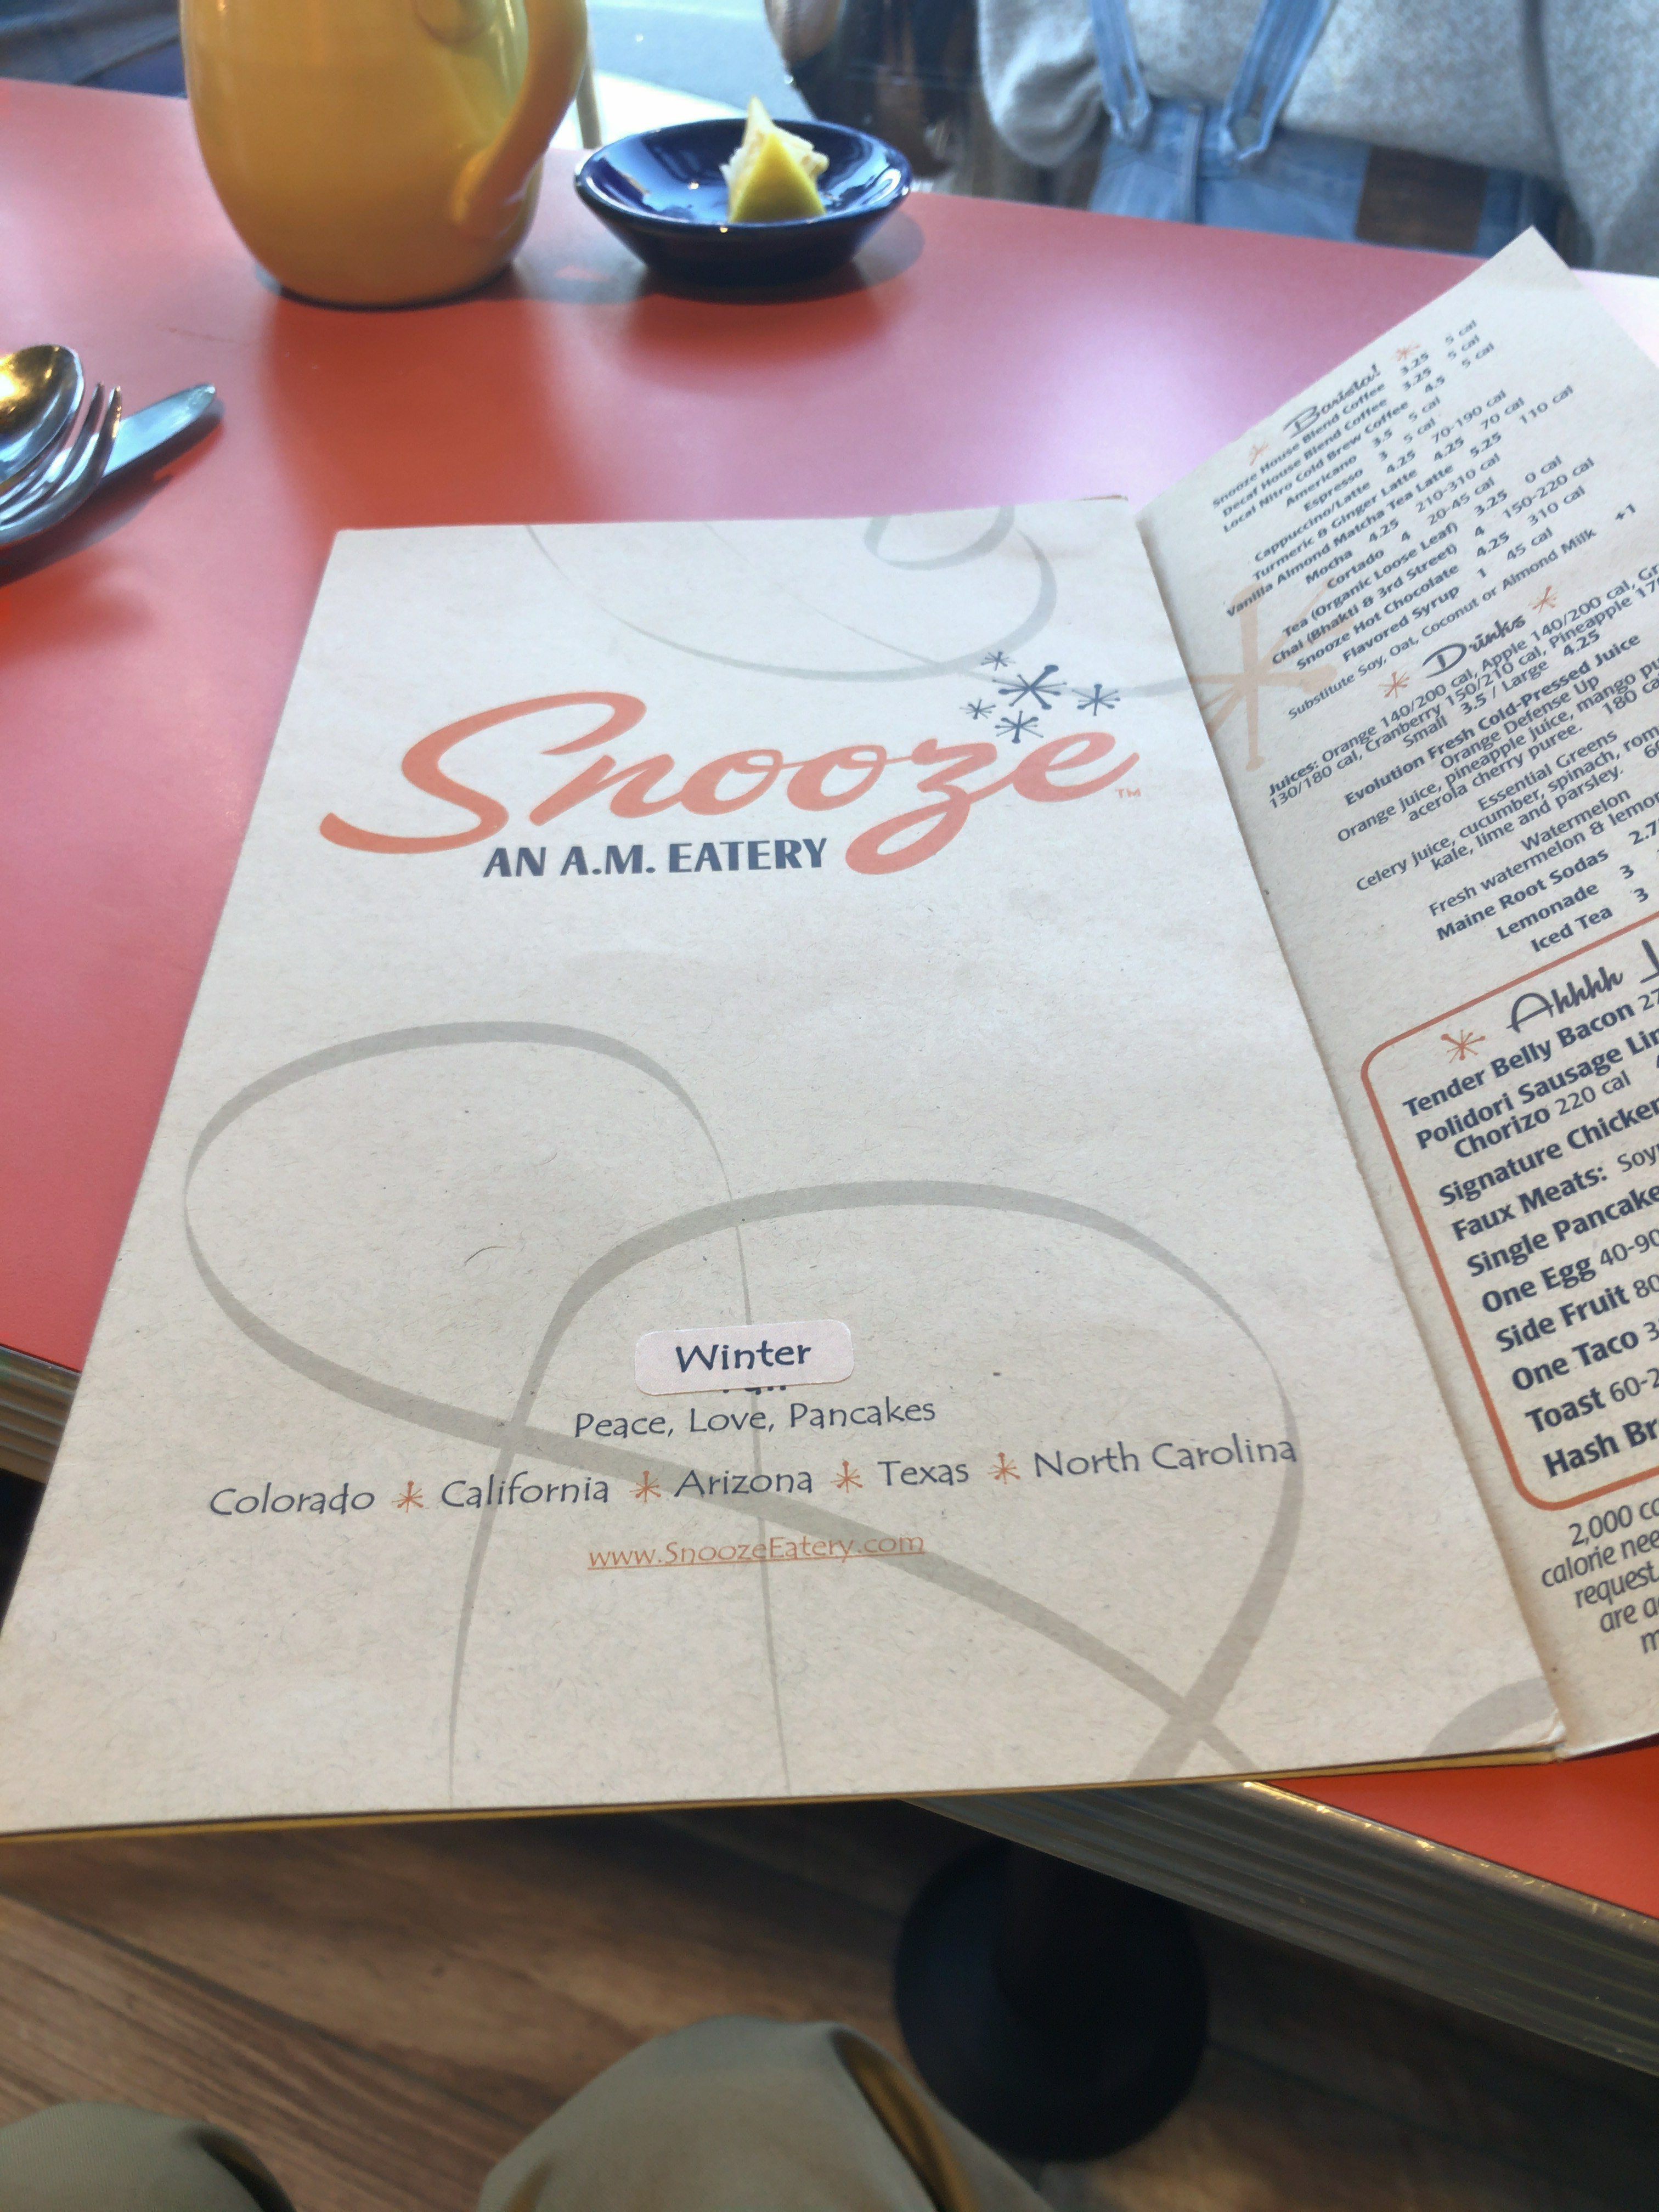 Snooze™
AN A.M. EATERY
Winter
Peace, Love, Pancakes
Colorado * California * Arizona * Texas * North Carolina
www.SnoozeEatery.com
Barista!
Snooze House Blend Coffee 3.25 5 cal
Decaf House Blend Coffee 3.25 5 cal
Local Nitro Cold Brew Coffee 4.5 5 cal
Americano 3.5 5 cal
Espresso 3 5 cal
Cappuccino/Latte 4.25 70-190 cal
Turmeric & Ginger Latte 4.25 70 cal
Vanilla Almond Matcha Tea Latte 5.25 110 cal
Mocha 4.25 210-310 cal
Cortado 4 20-45 cal
Tea (Organic Loose Leaf) 3.25 0 cal
Chai (Bhakti & 3rd Street) 4 150-220 cal
Snooze Hot Chocolate 4.25 310 cal
Flavored Syrup 1 45 cal
Substitute Soy, Oat, Coconut or Almond Milk +1
Drinks
Juices: Orange 140/200 cal, Apple 140/200 cal,
130/180 cal, Cranberry 150/210 cal, Pineapple
Small 3.5 / Large 4.25
Evolution Fresh Cold-Pressed Juice
Orange Defense Up
Orange juice, pineapple juice, mango
acerola cherry puree. 180
Essential Greens
Celery juice, cucumber, spinach,
kale, lime and parsley.
Watermelon
Fresh watermelon &
Maine Root Sodas
Lemonade 3
Iced Tea 3
Ahhhh
Tender Belly Bacon
Polidori Sausage
Chorizo 220 cal
Signature
Faux Meats:
Single
One Egg
Side Fruit
One Taco
Toast
Hash
2,000
calorie
request.
are